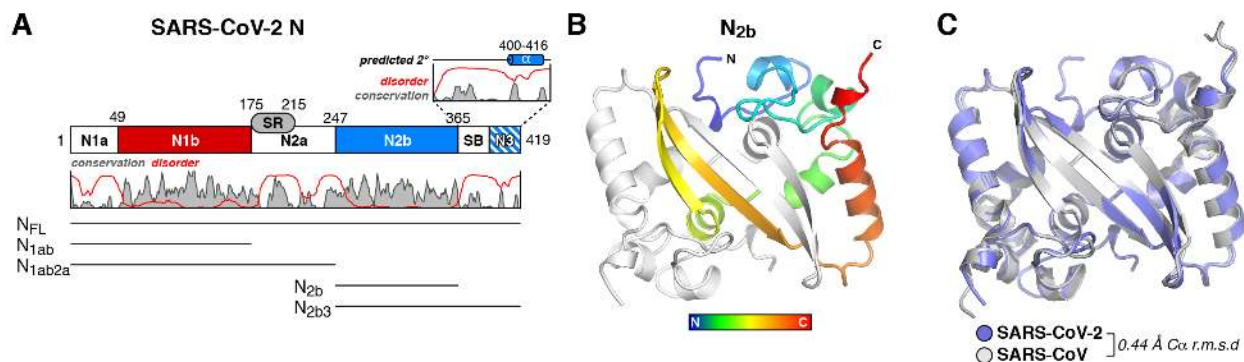 A
SARS-CoV-2 N
400-416
predicted 2°
α
disorder
conservation
49
175
215
247
365
SR
1
N1a
N1b
N2a
N2b
SB
N3
419
conservation disorder
NFL
N1ab
N1ab2a
N2b
N2b3
B
N2b
N
C
N
C
C
SARS-CoV-2
SARS-CoV
0.44 Å Cα r.m.s.d